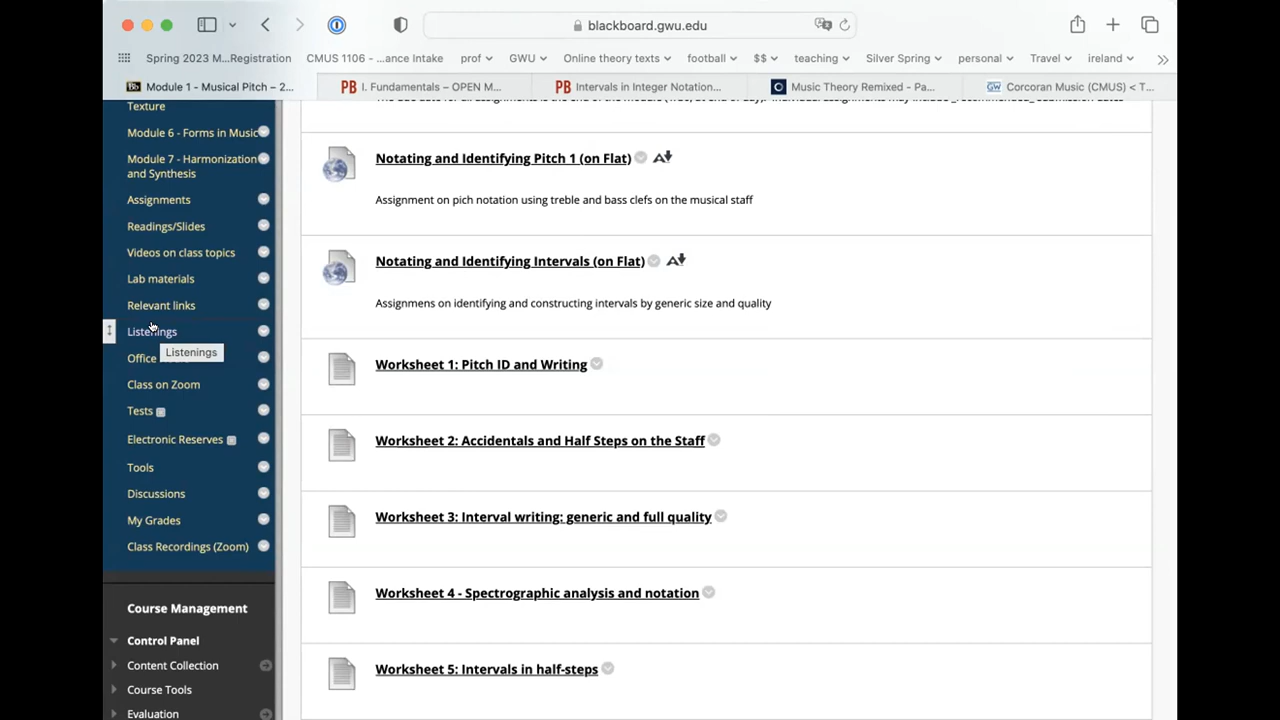 blackboard.gwu.edu
Spring 2023 M...Registration CMUS 1106 - ...ance Intake prof GWU Online theory texts football $$ teaching Silver Spring personal Travel ireland
Bb Module 1 - Musical Pitch – 2... PB I. Fundamentals – OPEN M... PB Intervals in Integer Notation... Music Theory Remixed - Pa... GW Corcoran Music (CMUS) < T...
Texture
Module 6 - Forms in Music
Module 7 - Harmonization
and Synthesis
Assignments
Readings/Slides
Videos on class topics
Lab materials
Relevant links
Listenings
Listenings
Office
Class on Zoom
Tests
Electronic Reserves
Tools
Discussions
My Grades
Class Recordings (Zoom)
Course Management
Control Panel
Content Collection
Course Tools
Evaluation
Notating and Identifying Pitch 1 (on Flat)
Assignment on pich notation using treble and bass clefs on the musical staff
Notating and Identifying Intervals (on Flat)
Assignmens on identifying and constructing intervals by generic size and quality
Worksheet 1: Pitch ID and Writing
Worksheet 2: Accidentals and Half Steps on the Staff
Worksheet 3: Interval writing: generic and full quality
Worksheet 4 - Spectrographic analysis and notation
Worksheet 5: Intervals in half-steps